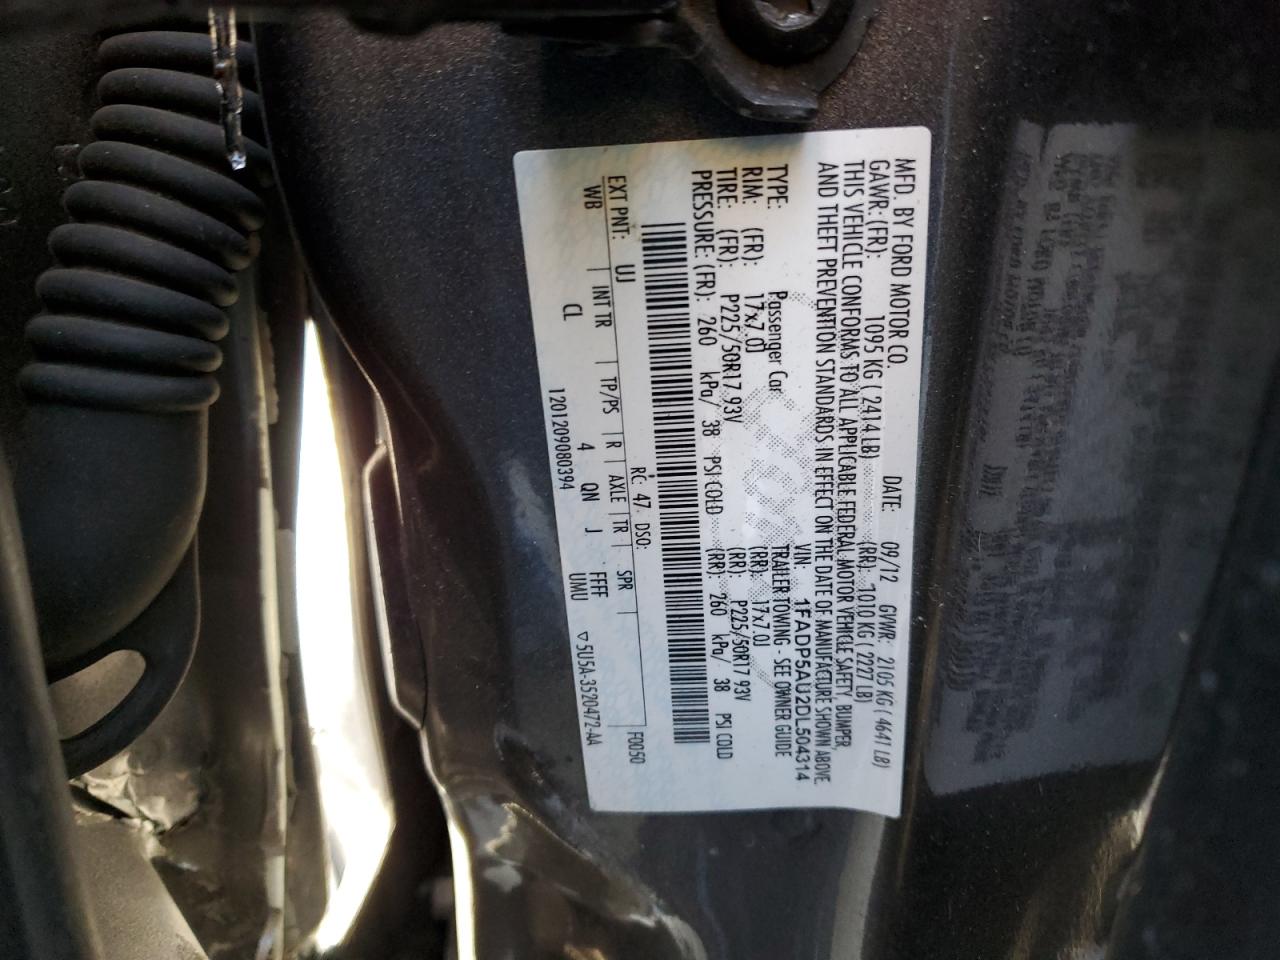 MFD. BY FORD MOTOR CO.
DATE: 09/12 GVWR: 2105 KG ( 4641 LB)
GAWR: (FR): 1095 KG ( 2414 LB) (RR): 1010 KG ( 2227 LB)
THIS VEHICLE CONFORMS TO ALL APPLICABLE FEDERAL MOTOR VEHICLE SAFETY, BUMPER,
AND THEFT PREVENTION STANDARDS IN EFFECT ON THE DATE OF MANUFACTURE SHOWN ABOVE.
VIN: 1FADP5AU2DL504314
TYPE: Passenger Car TRAILER TOWING - SEE OWNER GUIDE
RIM: (FR): 17x7.0J (RR): 17x7.0J
TIRE: (FR): P225/50R17 93V (RR): P225/50R17 93V
PRESSURE: (FR): 260 kPa/ 38 PSI COLD (RR): 260 kPa/ 38 PSI COLD
RC: 47 DSO: F0050
EXT PNT: UJ INT TR TP/PS R AXLE TR SPR
WB CL 4 QN J FFFF UMU
1201209080394 5U5A-3520472-AA